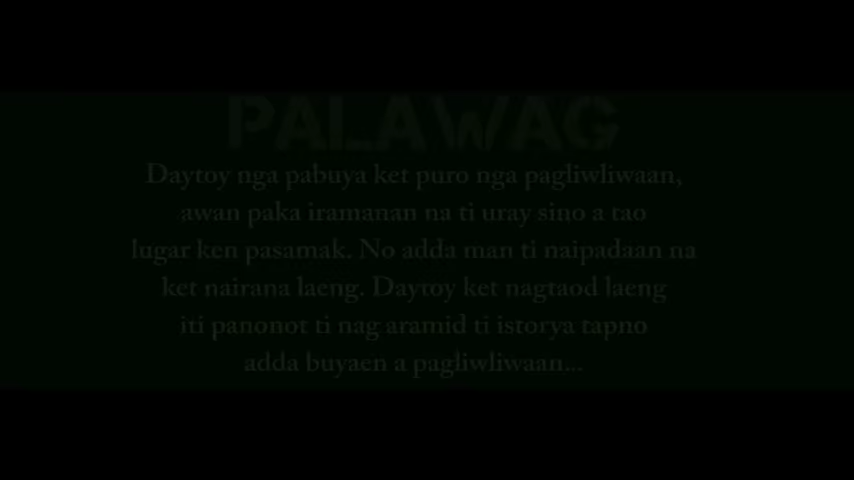 PALAWAG
Daytoy nga pabuya ket puro nga pagliwliwaan,
awan paka iramanan na ti uray sino a tao
lugar ken pasamak. No adda man ti naipadaan na
ket nairana laeng. Daytoy ket nagtaod laeng
iti panonot ti nag aramid ti istorya tapno
adda buyaen a pagliwliwaan...